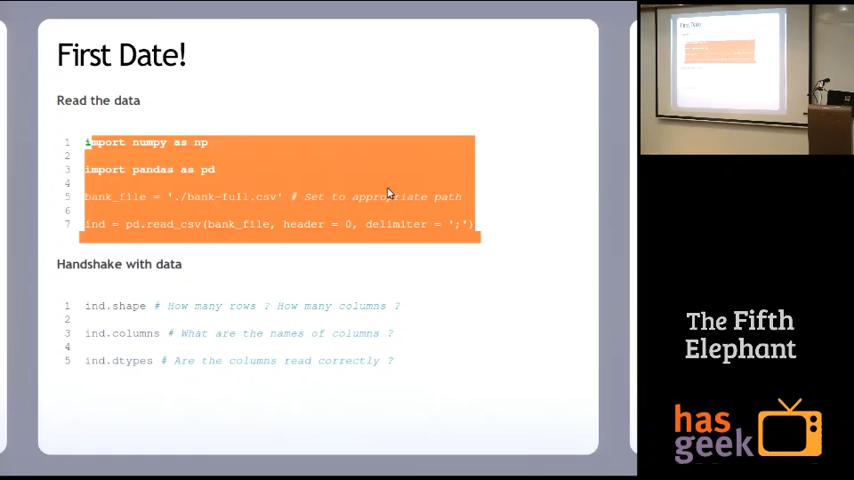 First Date!
Read the data
1 import numpy as np
2
3 import pandas as pd
4
5 bank_file = './bank-full.csv' # Set to appropriate path
6
7 ind = pd.read_csv(bank_file, header = 0, delimiter = ';')
Handshake with data
1 ind.shape # How many rows ? How many columns ?
2
3 ind.columns # What are the names of columns ?
4
5 ind.dtypes # Are the columns read correctly ?
First Date!
The Fifth
Elephant
has
geek